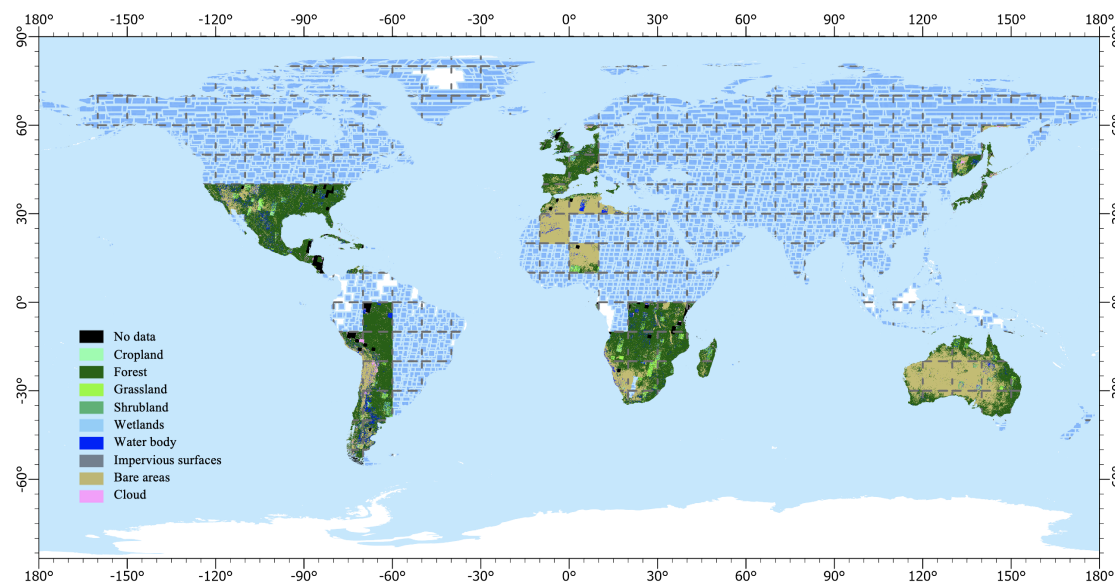 180° -150° -120° -90° -60° -30° 0° 30° 60° 90° 120° 150° 180°
90°
60°
30°
0°
-30°
-60°
No data
Cropland
Forest
Grassland
Shrubland
Wetlands
Water body
Impervious surfaces
Bare areas
Cloud
-120° -90° -60° -30° 0° 30° 60° 90° 120° 150° 180°